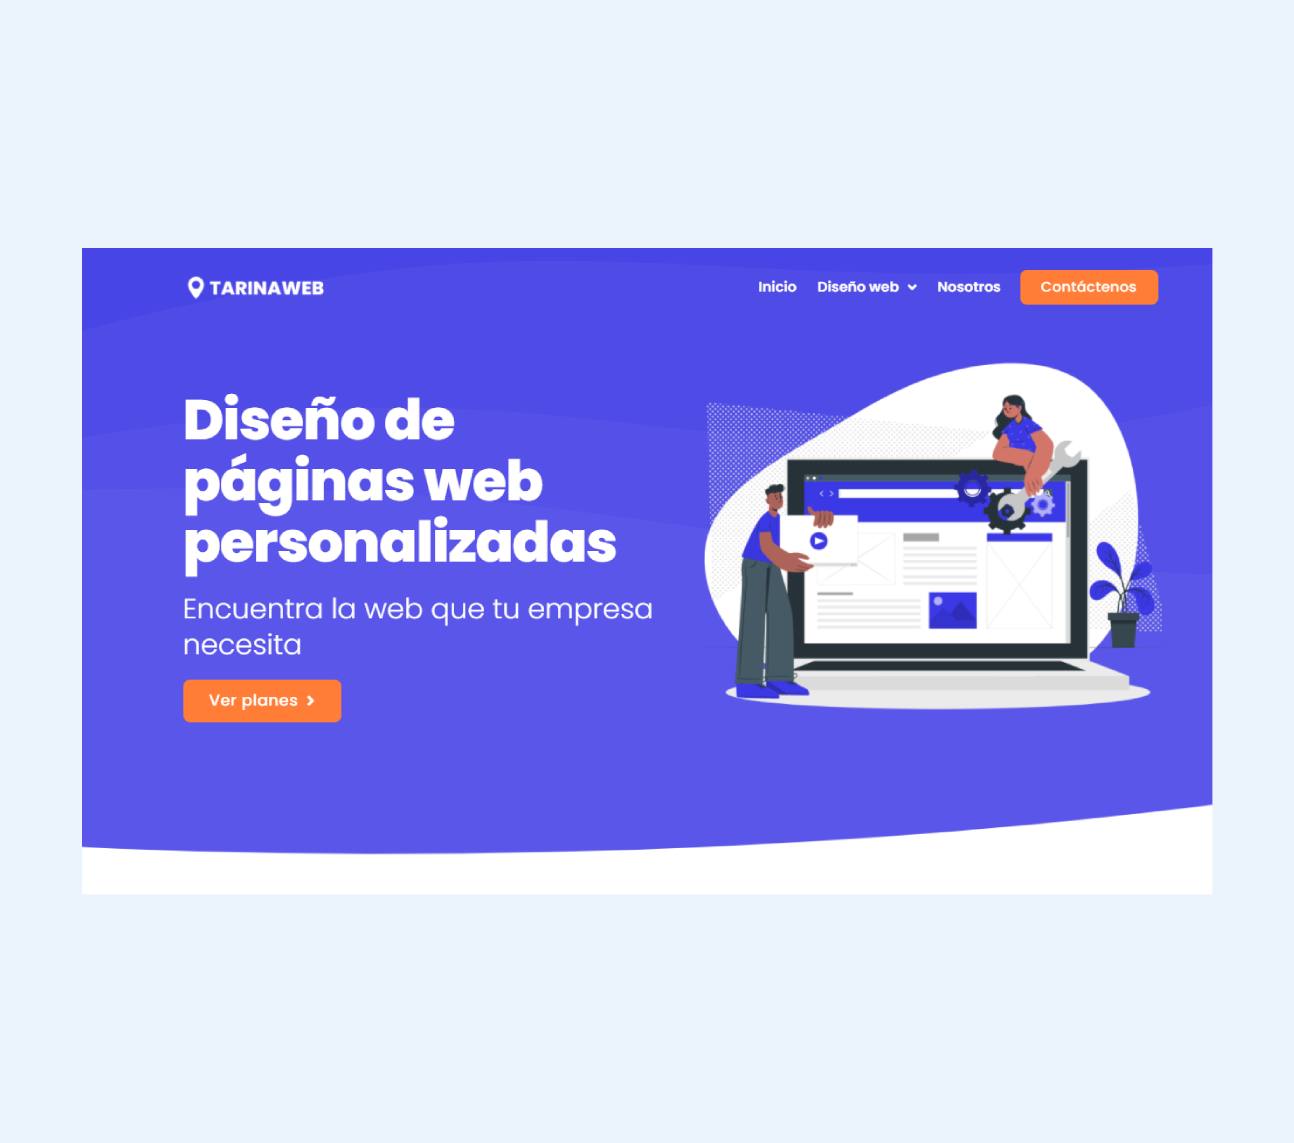 TARINAWEB
Inicio Diseño web Nosotros Contáctenos
Diseño de
páginas web
personalizadas
Encuentra la web que tu empresa
necesita
Ver planes